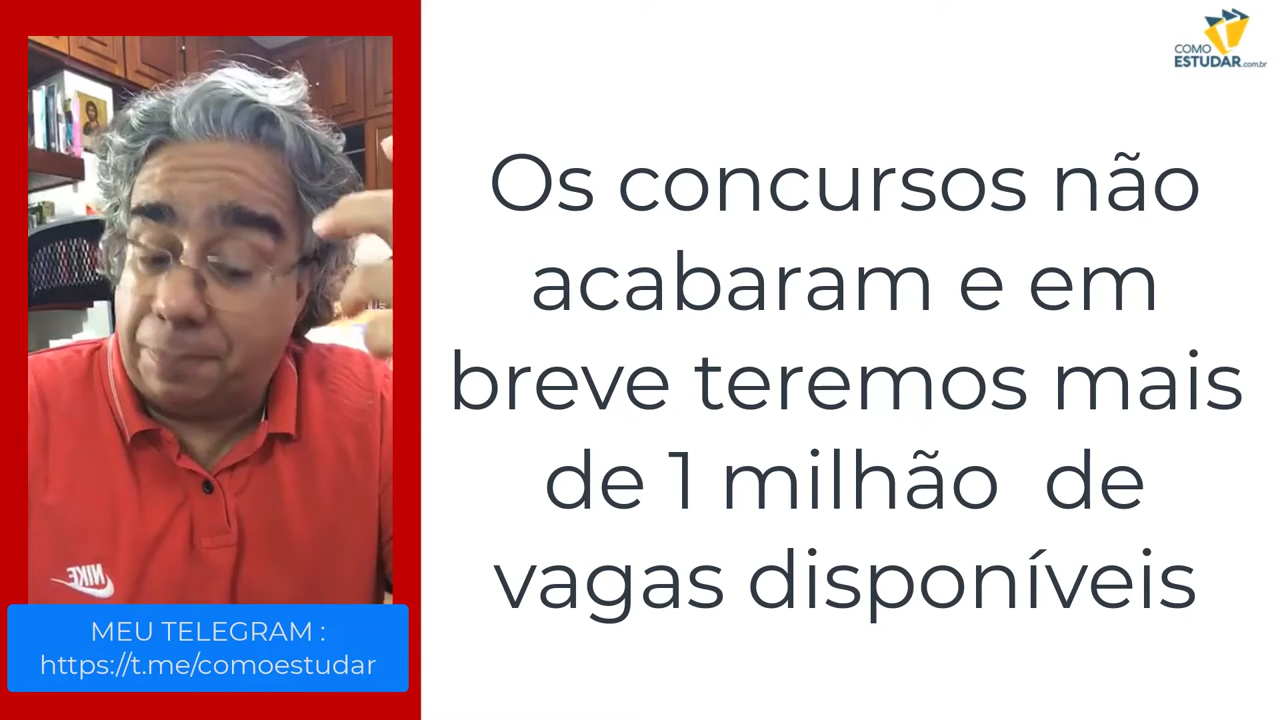 COMO
ESTUDAR.com.br
Os concursos não
acabaram e em
breve teremos mais
de 1 milhão de
vagas disponíveis
NIKE
MEU TELEGRAM :
https://t.me/comoestudar